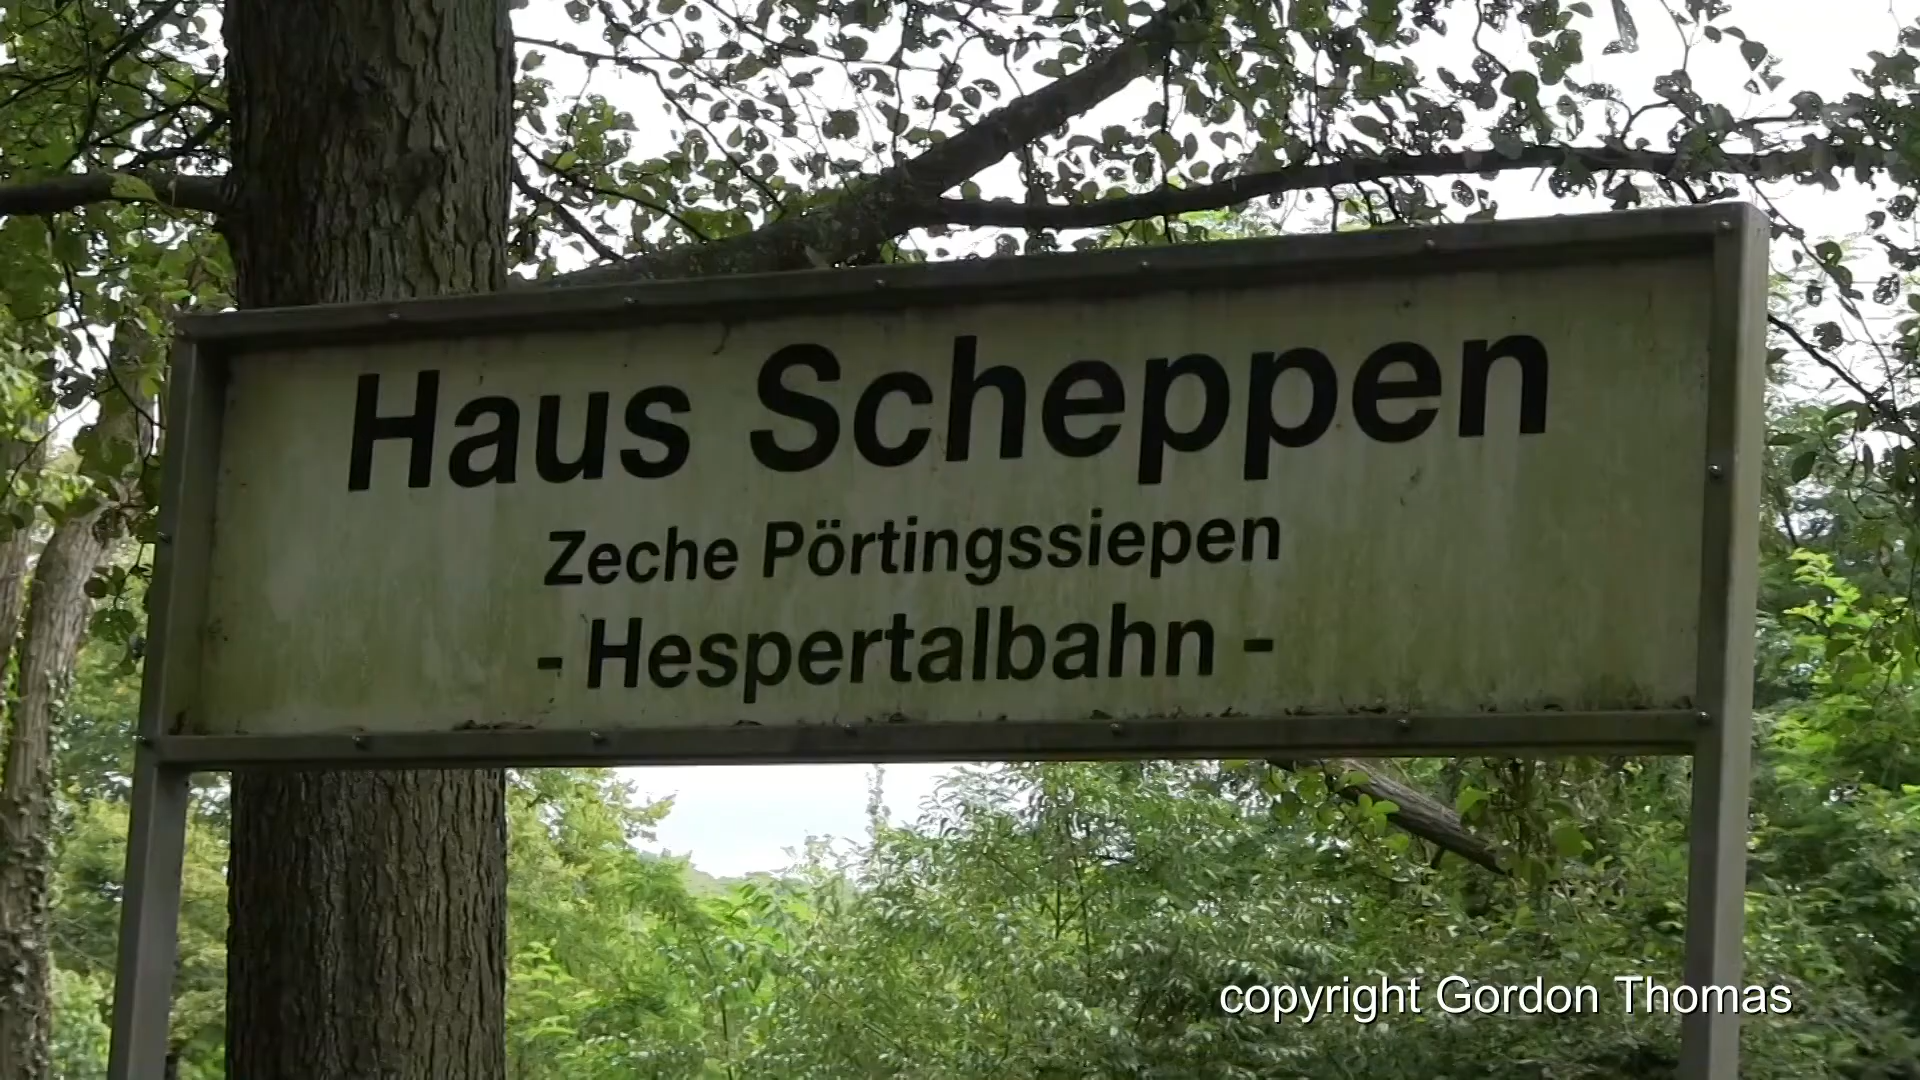 Haus Scheppen
Zeche Pörtingssiepen
- Hespertalbahn -
copyright Gordon Thomas